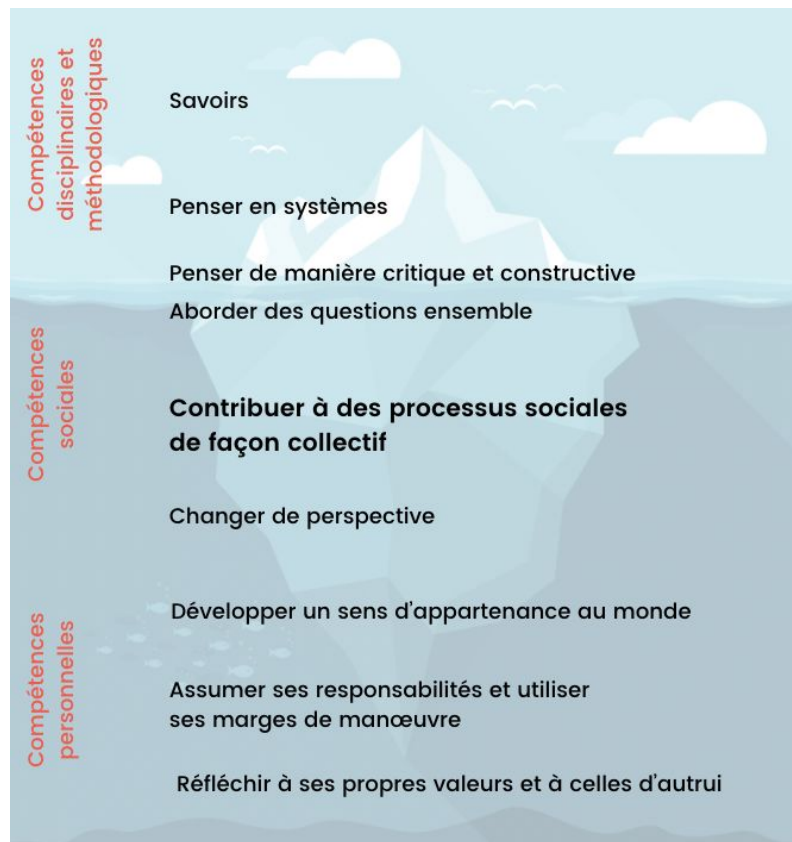 Compétences
disciplinaires et
méthodologiques
Savoirs
Penser en systèmes
Penser de manière critique et constructive
Compétences
sociales
Aborder des questions ensemble
Contribuer à des processus sociales
de façon collectif
Changer de perspective
Compétences
personnelles
Développer un sens d'appartenance au monde
Assumer ses responsabilités et utiliser
ses marges de manœuvre
Réfléchir à ses propres valeurs et à celles d'autrui